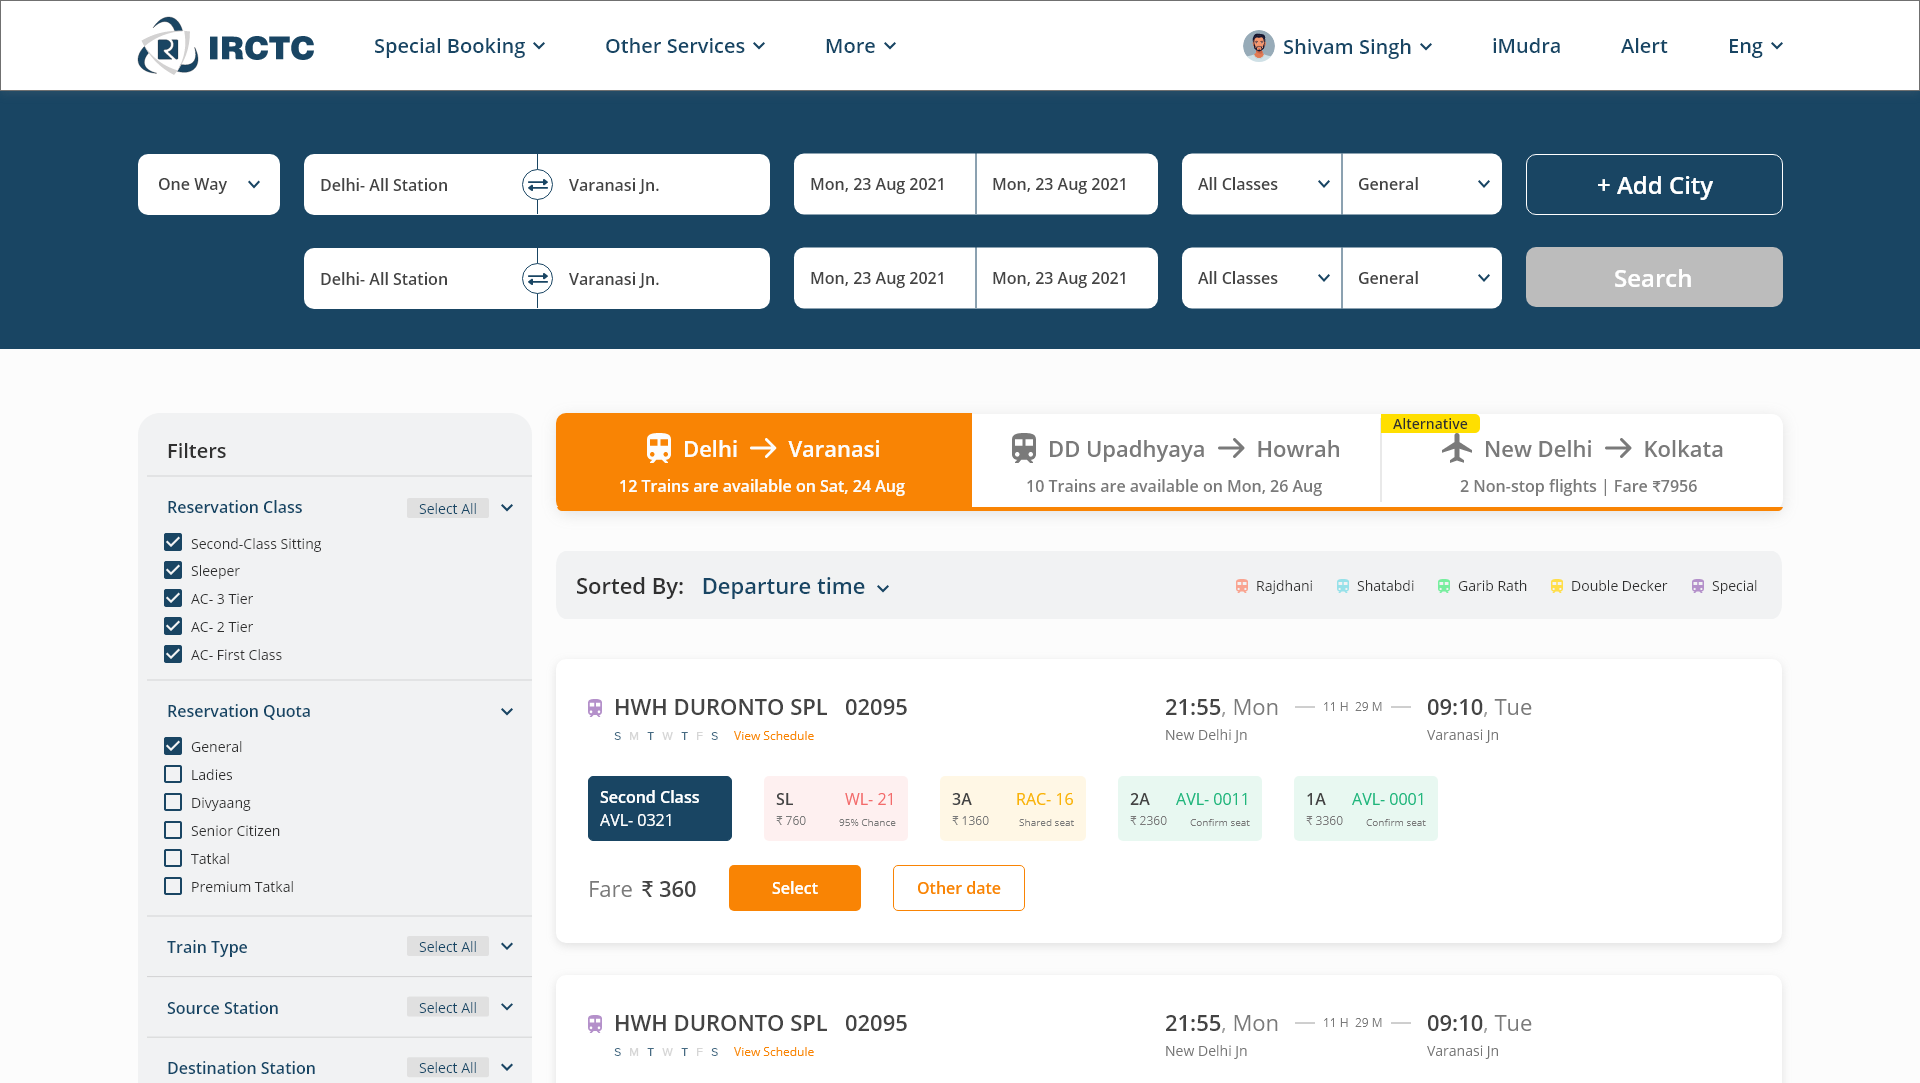 IRCTC
Special Booking
Other Services
More
Shivam Singh
iMudra
Alert
Eng
One Way
Delhi- All Station
Varanasi Jn.
Mon, 23 Aug 2021
Mon, 23 Aug 2021
All Classes
General
+ Add City
Delhi- All Station
Varanasi Jn.
Mon, 23 Aug 2021
Mon, 23 Aug 2021
All Classes
General
Search
Filters
Reservation Class
Select All
Second-Class Sitting
Sleeper
AC- 3 Tier
AC- 2 Tier
AC- First Class
Reservation Quota
General
Ladies
Divyaang
Senior Citizen
Tatkal
Premium Tatkal
Train Type
Select All
Source Station
Select All
Destination Station
Select All
Delhi → Varanasi
12 Trains are available on Sat, 24 Aug
DD Upadhyaya → Howrah
10 Trains are available on Mon, 26 Aug
Alternative
New Delhi → Kolkata
2 Non-stop flights | Fare ₹7956
Sorted By: Departure time
Rajdhani
Shatabdi
Garib Rath
Double Decker
Special
HWH DURONTO SPL 02095
S M T W T F S View Schedule
21:55, Mon
New Delhi Jn
11 H 29 M
09:10, Tue
Varanasi Jn
Second Class
AVL- 0321
SL WL- 21
₹ 760 95% Chance
3A RAC- 16
₹ 1360 Shared seat
2A AVL- 0011
₹ 2360 Confirm seat
1A AVL- 0001
₹ 3360 Confirm seat
Fare ₹ 360
Select
Other date
HWH DURONTO SPL 02095
S M T W T F S View Schedule
21:55, Mon
New Delhi Jn
11 H 29 M
09:10, Tue
Varanasi Jn